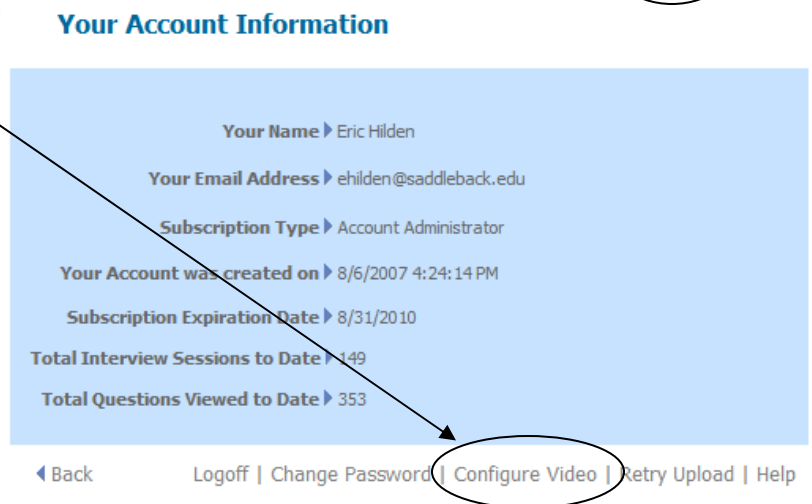 Your Account Information
Your Name Eric Hilden
Your Email Address ehilden@saddleback.edu
Subscription Type Account Administrator
Your Account was created on 8/6/2007 4:24:14 PM
Subscription Expiration Date 8/31/2010
Total Interview Sessions to Date 149
Total Questions Viewed to Date 353
Back Logoff | Change Password | Configure Video | Retry Upload | Help